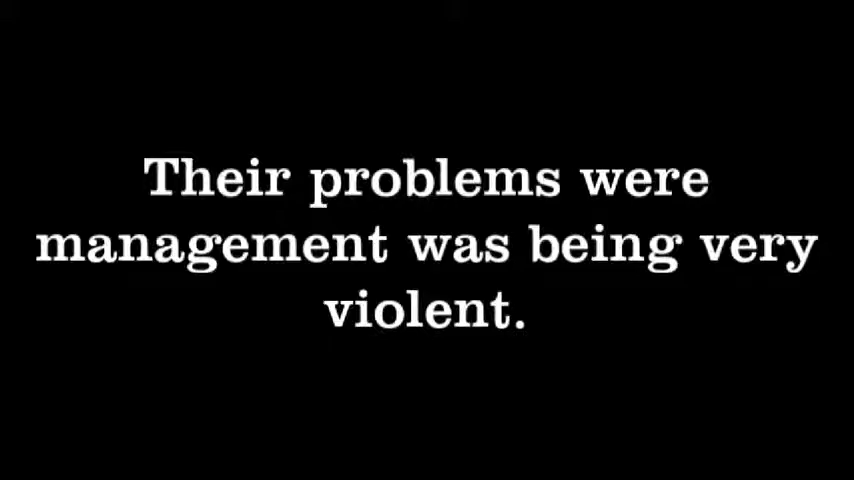 Their problems were
management was being very
violent.